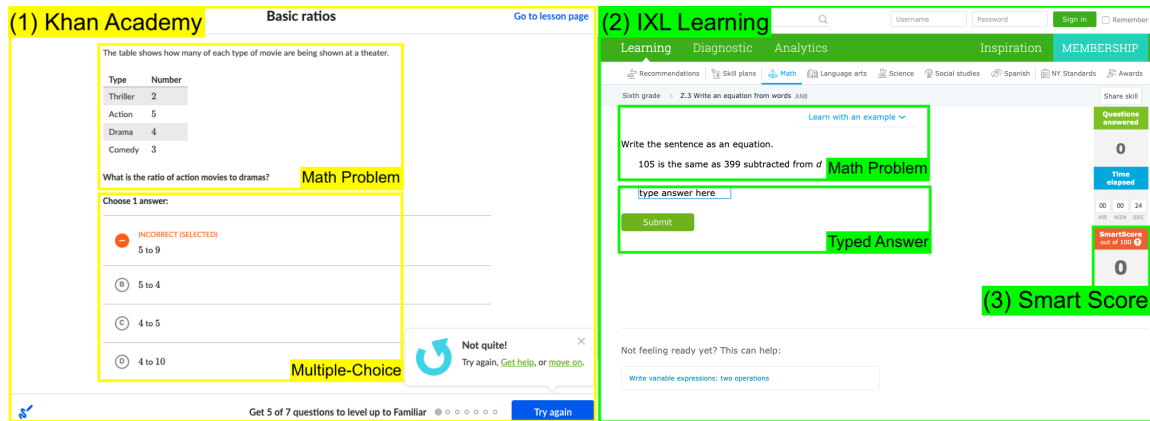 (1) Khan Academy
Basic ratios
Go to lesson page
The table shows how many of each type of movie are being shown at a theater.
Type Number
Thriller 2
Action 5
Drama 4
Comedy 3
What is the ratio of action movies to dramas?
Math Problem
Choose 1 answer:
INCORRECT (SELECTED)
5 to 9
B 5 to 4
C 4 to 5
D 4 to 10
Multiple-Choice
Not quite!
Try again, Get help, or move on.
Get 5 of 7 questions to level up to Familiar
Try again
(2) IXL Learning
Username Password Sign in Remember
Learning Diagnostic Analytics Inspiration MEMBERSHIP
Recommendations Skill plans Math Language arts Science Social studies Spanish NY Standards Awards
Sixth grade > Z.3 Write an equation from words AN8
Share skill
Learn with an example
Write the sentence as an equation.
105 is the same as 399 subtracted from d
Math Problem
type answer here
Submit
Typed Answer
Questions
answered
0
Time
elapsed
00 00 24
HR MIN SEC
SmartScore
out of 100 ?
0
(3) Smart Score
Not feeling ready yet? This can help:
Write variable expressions: two operations